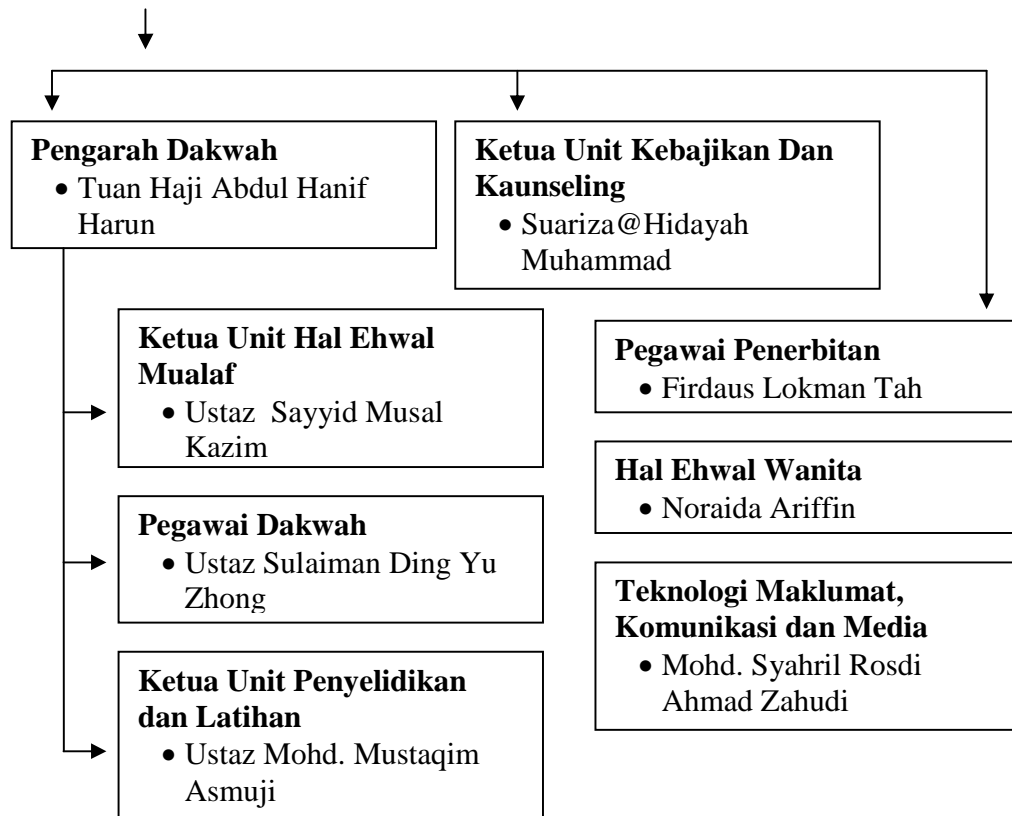 Pengarah Dakwah
• Tuan Haji Abdul Hanif
Harun
Ketua Unit Kebajikan Dan
Kaunseling
• Suariza@Hidayah
Muhammad
Ketua Unit Hal Ehwal
Mualaf
• Ustaz Sayyid Musal
Kazim
Pegawai Dakwah
• Ustaz Sulaiman Ding Yu
Zhong
Ketua Unit Penyelidikan
dan Latihan
• Ustaz Mohd. Mustaqim
Asmuji
Pegawai Penerbitan
• Firdaus Lokman Tah
Hal Ehwal Wanita
• Noraida Ariffin
Teknologi Maklumat,
Komunikasi dan Media
• Mohd. Syahril Rosdi
Ahmad Zahudi